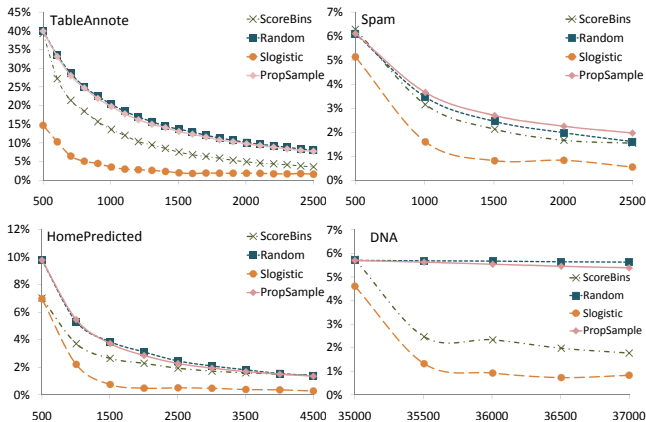 TableAnnote
40%
35%
30%
25%
20%
15%
10%
5%
0%
500 1000 1500 2000 2500
ScoreBins
Random
Slogistic
PropSample
Spam
7%
6%
5%
4%
3%
2%
1%
0%
500 1000 1500 2000 2500
ScoreBins
Random
Slogistic
PropSample
HomePredicted
12%
10%
8%
6%
4%
2%
0%
500 1500 2500 3500 4500
ScoreBins
Random
Slogistic
PropSample
DNA
7%
6%
5%
4%
3%
2%
1%
0%
35000 35500 36000 36500 37000
ScoreBins
Random
Slogistic
PropSample